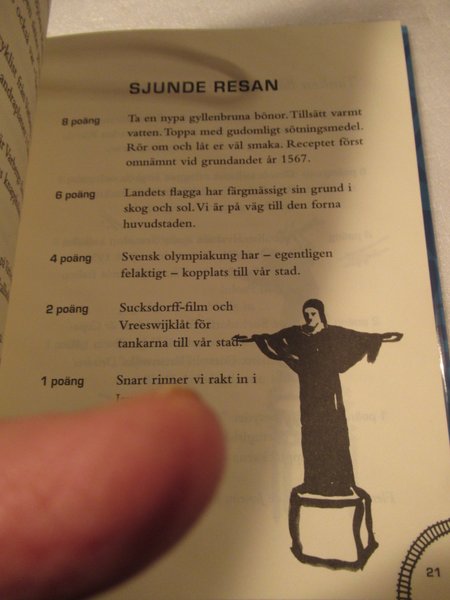 SJUNDE RESAN
8 poäng Ta en nypa gyllenbruna bönor. Tillsätt varmt
vatten. Toppa med gudomligt sötningsmedel.
Rör om och låt er väl smaka. Receptet först
omnämnt vid grundandet år 1567.
6 poäng Landets flagga har färgmässigt sin grund i
skog och sol. Vi är på väg till den forna
huvudstaden.
4 poäng Svensk olympiakung har – egentligen
felaktigt – kopplats till vår stad.
2 poäng Sucksdorff-film och
Vreeswijklåt för
tankarna till vår stad.
1 poäng Snart rinner vi rakt in i
21